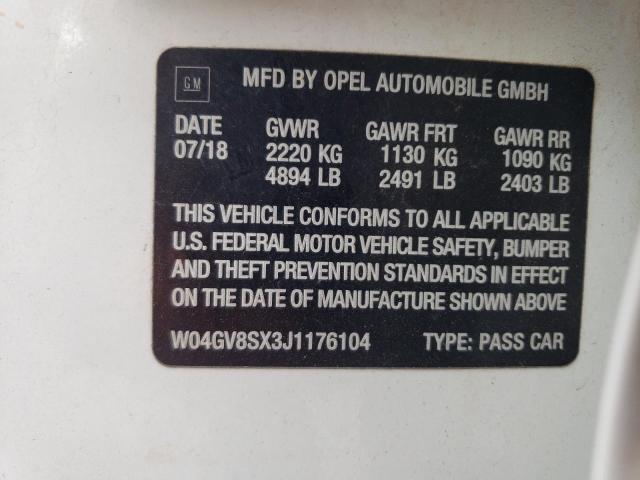 GM MFD BY OPEL AUTOMOBILE GMBH
DATE GVWR GAWR FRT GAWR RR
07/18 2220 KG 1130 KG 1090 KG
4894 LB 2491 LB 2403 LB
THIS VEHICLE CONFORMS TO ALL APPLICABLE
U.S. FEDERAL MOTOR VEHICLE SAFETY, BUMPER
AND THEFT PREVENTION STANDARDS IN EFFECT
ON THE DATE OF MANUFACTURE SHOWN ABOVE
W04GV8SX3J1176104 TYPE: PASS CAR